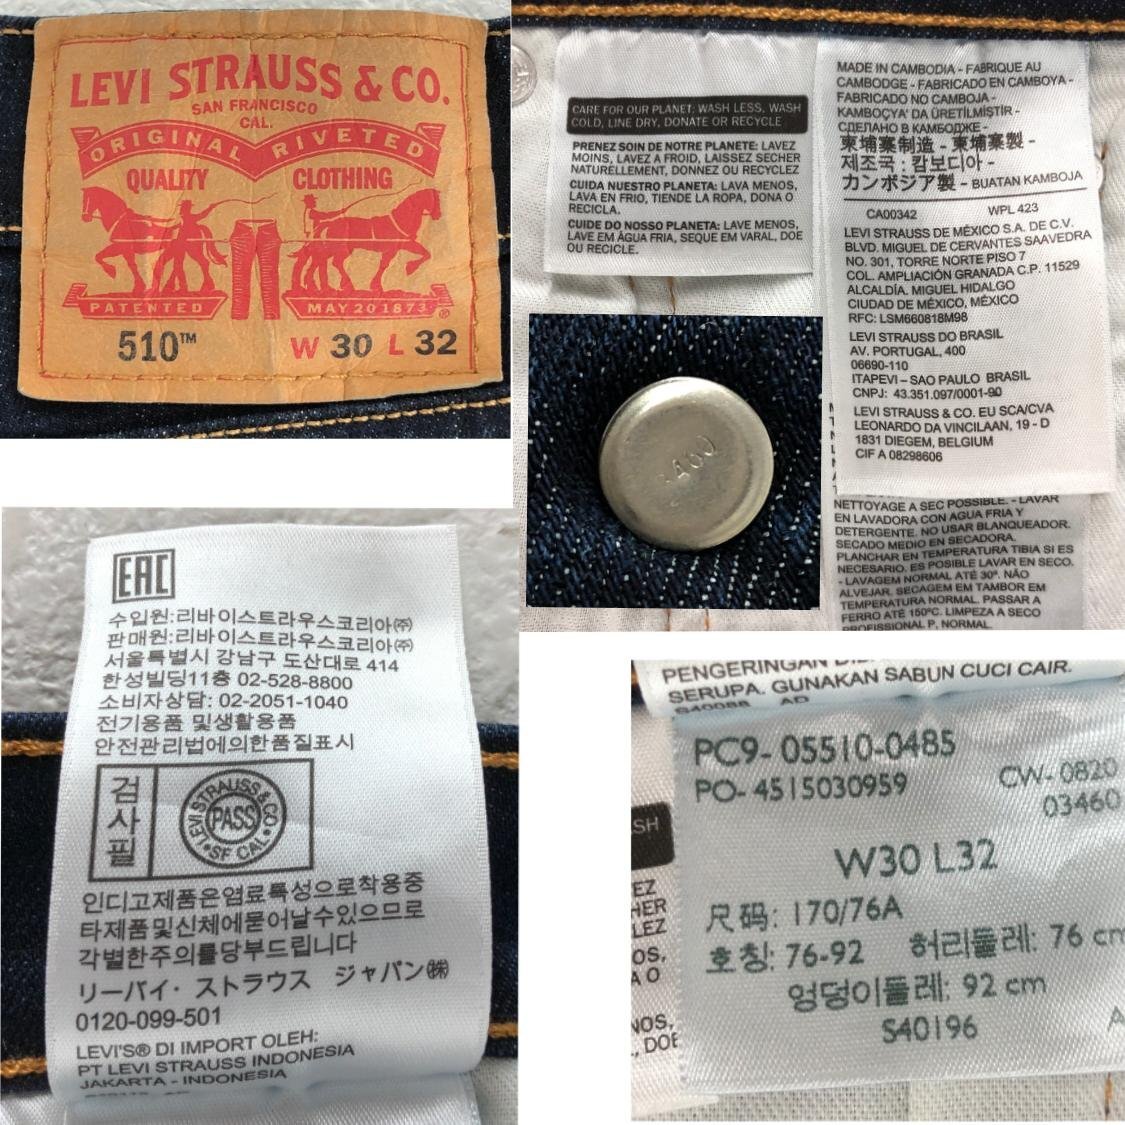 LEVI STRAUSS & CO.
SAN FRANCISCO
CAL.
ORIGINAL RIVETED
QUALITY CLOTHING
PATENTED MAY 20 1873 ®
510™ W 30 L 32
CARE FOR OUR PLANET: WASH LESS, WASH
COLD, LINE DRY, DONATE OR RECYCLE
PRENEZ SOIN DE NOTRE PLANETE: LAVEZ
MOINS, LAVEZ A FROID, LAISSEZ SECHER
NATURELLEMENT, DONNEZ OU RECYCLEZ
CUIDA NUESTRO PLANETA: LAVA MENOS,
LAVA EN FRIO, TIENDE LA ROPA, DONA O
RECICLA.
CUIDE DO NOSSO PLANETA: LAVE MENOS,
LAVE EM ÁGUA FRIA, SEQUE EM VARAL, DOE
OU RECICLE.
MADE IN CAMBODIA - FABRIQUE AU
CAMBODGE - FABRICADO EN CAMBOYA -
FABRICADO NO CAMBOJA -
KAMBOÇYA' DA ÜRETİLMİŞTİR -
СДЕЛАНО В КАМБОДЖЕ -
柬埔寨制造 - 柬埔寨製 -
제조국 : 캄보디아 -
カンボジア製 - BUATAN KAMBOJA
CA00342 WPL 423
LEVI STRAUSS DE MÉXICO S.A. DE C.V.
BLVD. MIGUEL DE CERVANTES SAAVEDRA
NO. 301, TORRE NORTE PISO 7
COL. AMPLIACIÓN GRANADA C.P. 11529
ALCALDÍA. MIGUEL HIDALGO
CIUDAD DE MÉXICO, MÉXICO
RFC: LSM660818M98
LEVI STRAUSS DO BRASIL
AV. PORTUGAL, 400
06690-110
ITAPEVI – SAO PAULO BRASIL
CNPJ: 43.351.097/0001-90
LEVI STRAUSS & CO. EU SCA/CVA
LEONARDO DA VINCILAAN, 19 - D
1831 DIEGEM, BELGIUM
CIF A 08298606
NETTOYAGE A SEC POSSIBLE. - LAVAR
EN LAVADORA CON AGUA FRIA Y
DETERGENTE. NO USAR BLANQUEADOR.
SECADO MEDIO EN SECADORA.
PLANCHAR EN TEMPERATURA TIBIA SI ES
NECESARIO. ES POSIBLE LAVAR EN SECO.
- LAVAGEM NORMAL ATÉ 30º. NÃO
ALVEJAR. SECAGEM EM TAMBOR EM
TEMPERATURA NORMAL. PASSAR A
FERRO ATÉ 150ºC. LIMPEZA A SECO
PROFISSIONAL P, NORMAL.
EAC
수입원:리바이스트라우스코리아㈜
판매원:리바이스트라우스코리아㈜
서울특별시 강남구 도산대로 414
한성빌딩11층 02-528-8800
소비자상담: 02-2051-1040
전기용품 및생활용품
안전관리법에의한품질표시
검사필
LEVI STRAUSS & CO.
PASS
SF CAL.
인디고제품은염료특성으로착용중
타제품및신체에묻어날수있으므로
각별한주의를당부드립니다
リーバイ・ストラウス ジャパン㈱
0120-099-501
LEVI'S® DI IMPORT OLEH:
PT LEVI STRAUSS INDONESIA
JAKARTA - INDONESIA
PENGERINGAN
SERUPA. GUNAKAN SABUN CUCI CAIR.
PC9- 05510-0485
PO- 4515030959
CW- 0820
03460
W30 L32
尺码: 170/76A
호칭: 76-92 허리둘레: 76 cm
엉덩이둘레: 92 cm
S40196